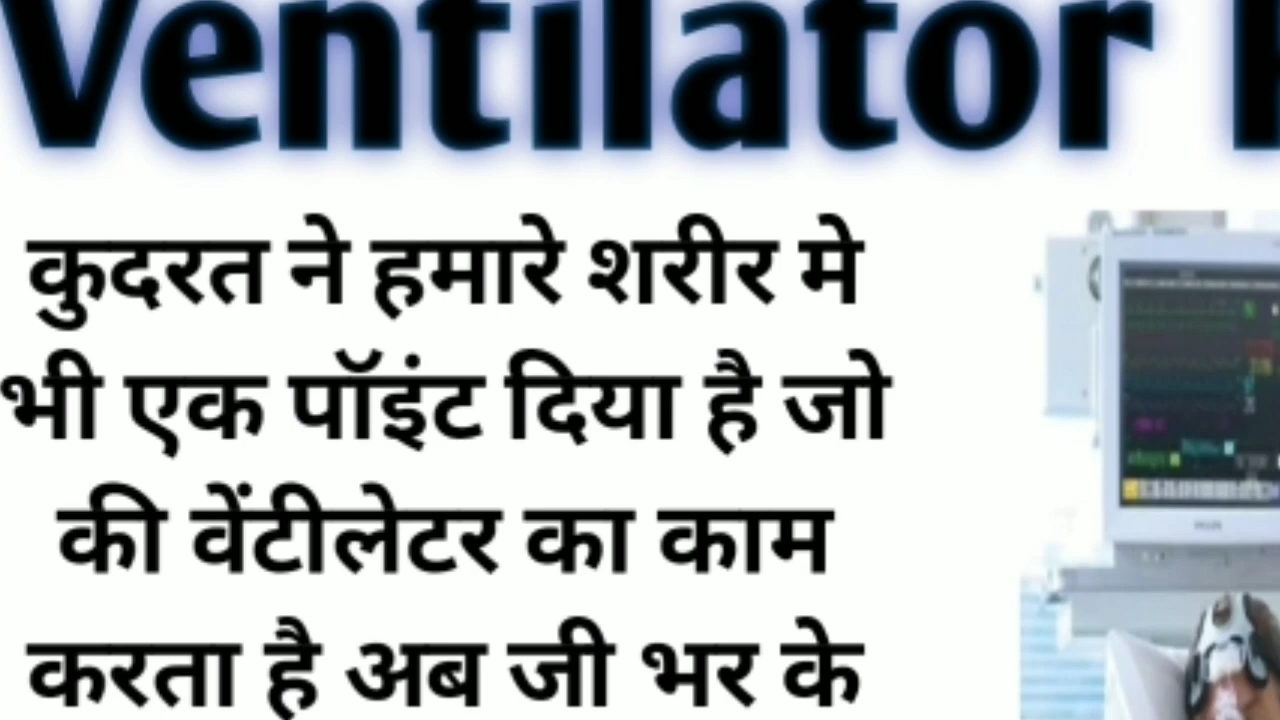 Ventilator
कुदरत ने हमारे शरीर मे
भी एक पॉइंट दिया है जो
की वेंटीलेटर का काम
करता है अब जी भर के